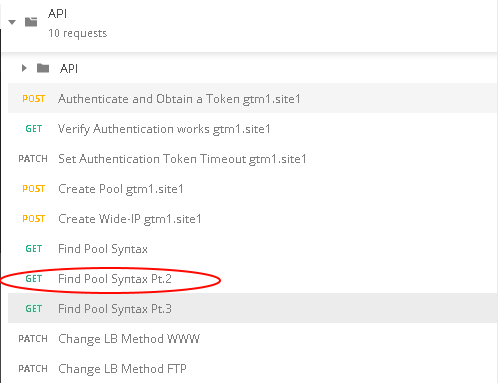 API
10 requests
API
POST Authenticate and Obtain a Token gtm1.site1
GET Verify Authentication works gtm1.site1
PATCH Set Authentication Token Timeout gtm1.site1
POST Create Pool gtm1.site1
POST Create Wide-IP gtm1.site1
GET Find Pool Syntax
GET Find Pool Syntax Pt.2
GET Find Pool Syntax Pt.3
PATCH Change LB Method WWW
PATCH Change LB Method FTP